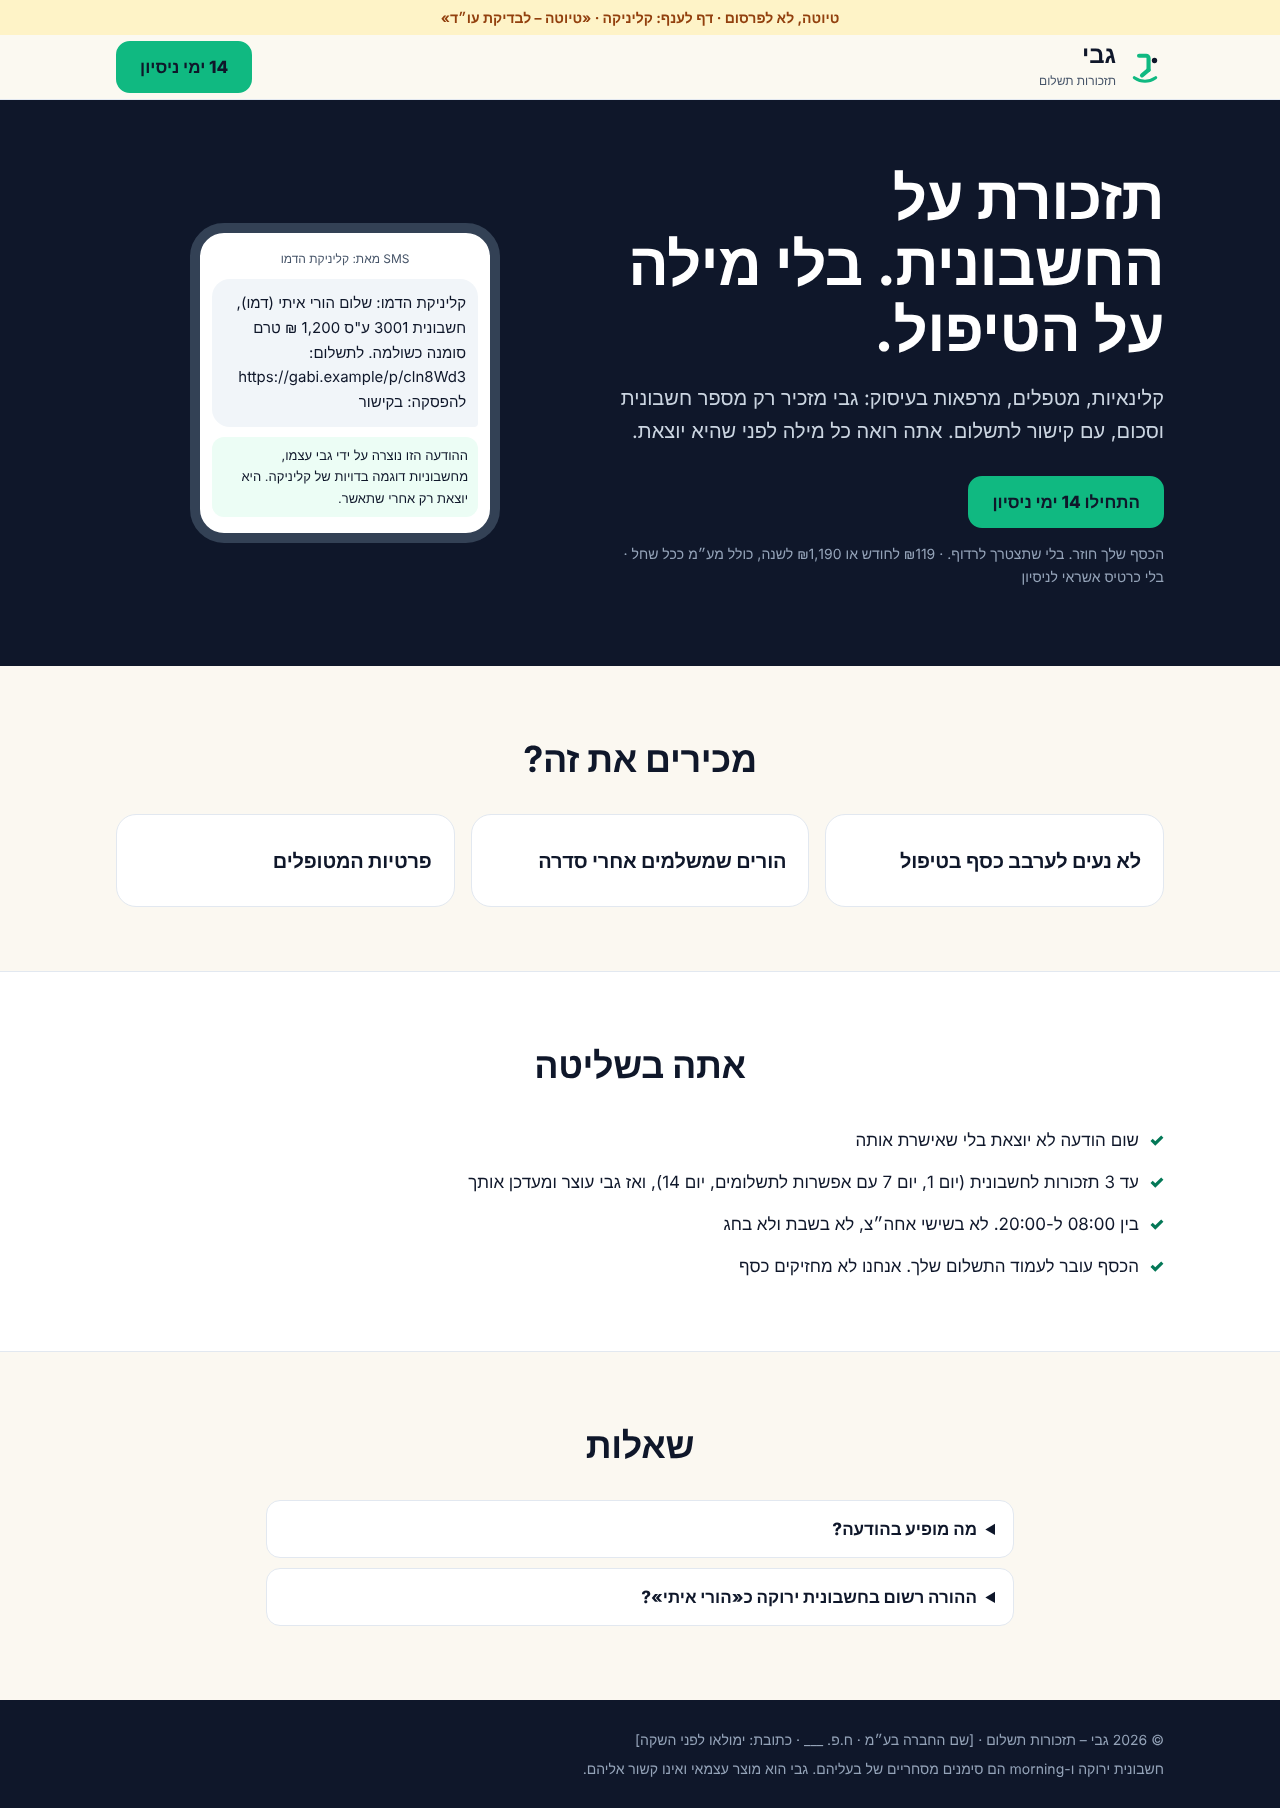 טיוטה, לא לפרסום · דף לענף: קליניקה · «טיוטה – לבדיקת עו״ד»
גבי
תזכורות תשלום
14 ימי ניסיון
תזכורת על
החשבונית. בלי מילה
על הטיפול.
קלינאיות, מטפלים, מרפאות בעיסוק: גבי מזכיר רק מספר חשבונית
וסכום, עם קישור לתשלום. אתה רואה כל מילה לפני שהיא יוצאת.
התחילו 14 ימי ניסיון
הכסף שלך חוזר. בלי שתצטרך לרדוף. · ₪119 לחודש או ₪1,190 לשנה, כולל מע״מ ככל שחל ·
בלי כרטיס אשראי לניסיון
SMS מאת: קליניקת הדמו
קליניקת הדמו: שלום הורי איתי (דמו),
חשבונית 3001 ע"ס 1,200 ₪ טרם
סומנה כשולמה. לתשלום:
https://gabi.example/p/cln8Wd3
להפסקה: בקישור
ההודעה הזו נוצרה על ידי גבי עצמו,
מחשבוניות דוגמה בדויות של קליניקה. היא
יוצאת רק אחרי שתאשר.
מכירים את זה?
לא נעים לערבב כסף בטיפול
הורים שמשלמים אחרי סדרה
פרטיות המטופלים
אתה בשליטה
✓ שום הודעה לא יוצאת בלי שאישרת אותה
✓ עד 3 תזכורות לחשבונית (יום 1, יום 7 עם אפשרות לתשלומים, יום 14), ואז גבי עוצר ומעדכן אותך
✓ בין 08:00 ל-20:00. לא בשישי אחה״צ, לא בשבת ולא בחג
✓ הכסף עובר לעמוד התשלום שלך. אנחנו לא מחזיקים כסף
שאלות
מה מופיע בהודעה?
ההורה רשום בחשבונית ירוקה כ«הורי איתי»?
© 2026 גבי – תזכורות תשלום · [שם החברה בע״מ · ח.פ. ___ · כתובת: ימולאו לפני השקה]
חשבונית ירוקה ו-morning הם סימנים מסחריים של בעליהם. גבי הוא מוצר עצמאי ואינו קשור אליהם.